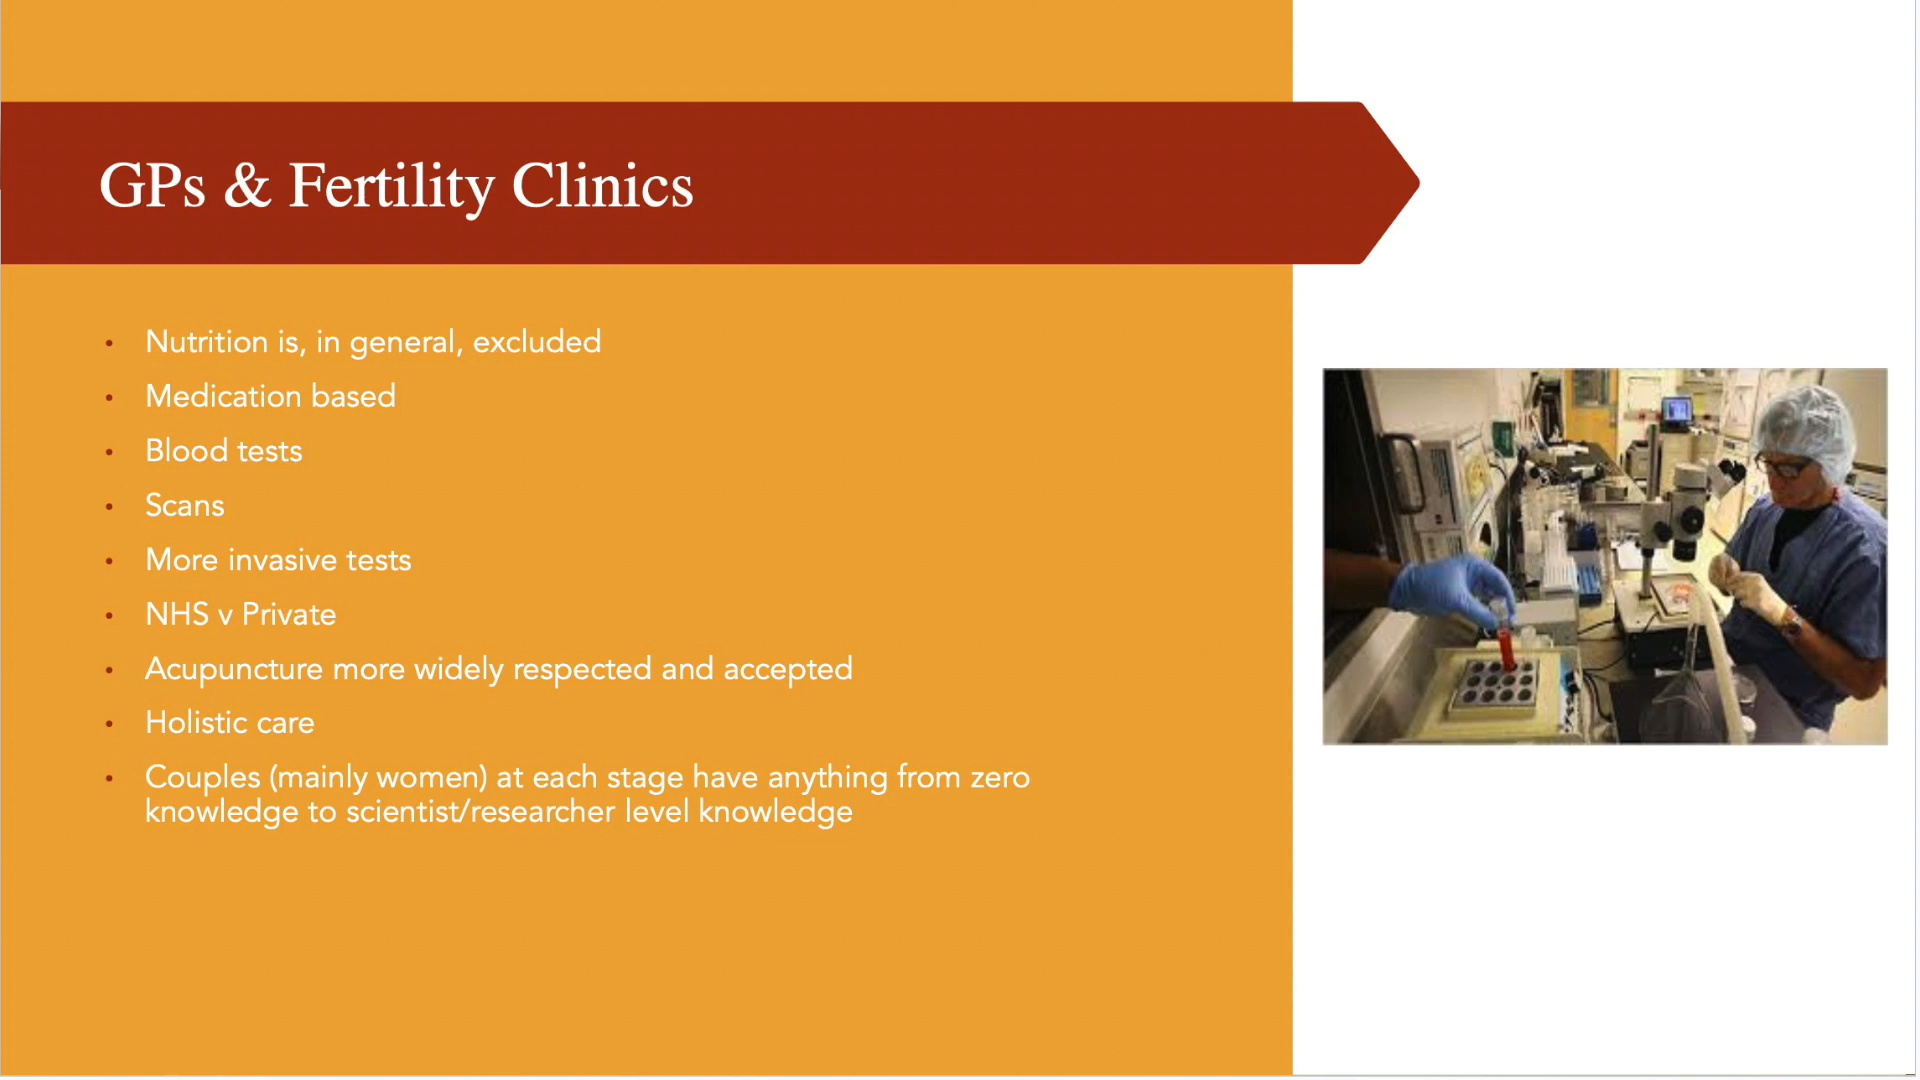 GPs & Fertility Clinics
• Nutrition is, in general, excluded
• Medication based
• Blood tests
• Scans
• More invasive tests
• NHS v Private
• Acupuncture more widely respected and accepted
• Holistic care
• Couples (mainly women) at each stage have anything from zero
knowledge to scientist/researcher level knowledge